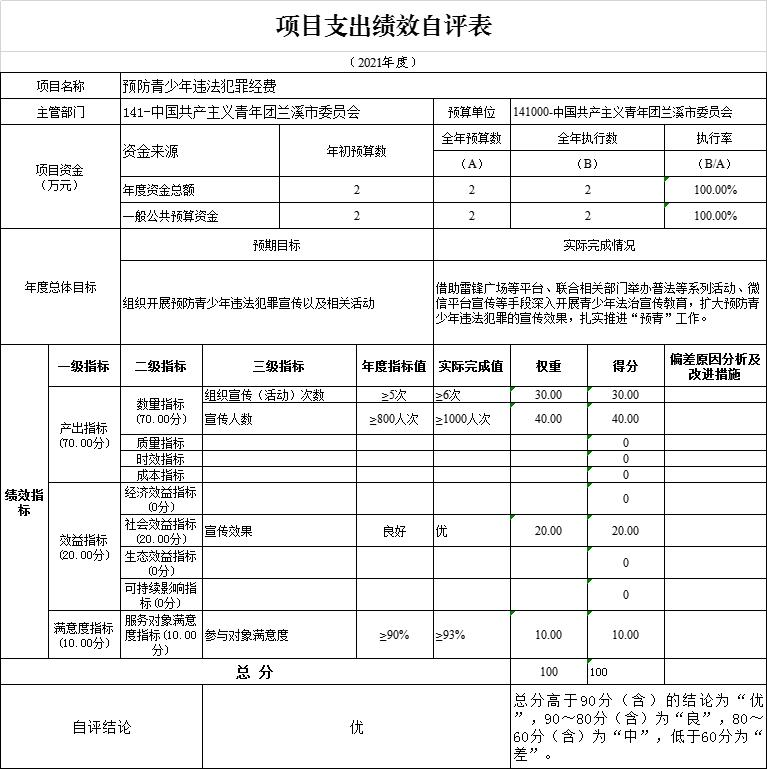 项目支出绩效自评表
（2021年度）
项目名称 预防青少年违法犯罪经费
主管部门 141-中国共产主义青年团兰溪市委员会 预算单位 141000-中国共产主义青年团兰溪市委员会
项目资金
（万元）
资金来源 年初预算数 全年预算数 全年执行数 执行率
（A） （B） (B/A)
年度资金总额 2 2 2 100.00%
一般公共预算资金 2 2 2 100.00%
年度总体目标
预期目标 实际完成情况
组织开展预防青少年违法犯罪宣传以及相关活动
借助雷锋广场等平台、联合相关部门举办普法等系列活动、微
信平台宣传等手段深入开展青少年法治宣传教育，扩大预防青
少年违法犯罪的宣传效果，扎实推进“预青”工作。
绩效指
标
一级指标 二级指标 三级指标 年度指标值 实际完成值 权重 得分 偏差原因分析及
改进措施
产出指标
(70.00分)
数量指标
(70.00分)
组织宣传（活动）次数 ≥5次 ≥6次 30.00 30.00
宣传人数 ≥800人次 ≥1000人次 40.00 40.00
质量指标 0
时效指标 0
成本指标 0
效益指标
(20.00分)
经济效益指标
(0分)
0
社会效益指标
(20.00分)
宣传效果 良好 优 20.00 20.00
生态效益指标
(0分)
0
可持续影响指
标(0分)
0
满意度指标
(10.00分)
服务对象满意
度指标(10.00
分)
参与对象满意度 ≥90% ≥93% 10.00 10.00
总 分 100 100
自评结论 优
总分高于90分（含）的结论为“优
”，90～80分（含）为“良”，80～
60分（含）为“中”，低于60分为“
差”。